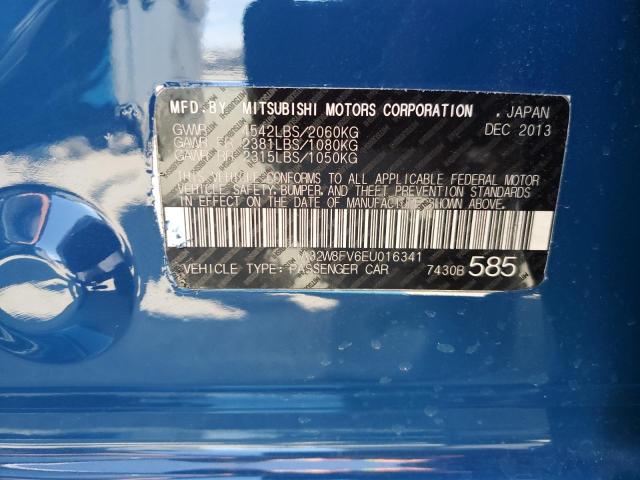 MFD.BY MITSUBISHI MOTORS CORPORATION . JAPAN
GVWR 4542LBS/2060KG DEC 2013
GAWR FR 2381LBS/1080KG
GAWR RR 2315LBS/1050KG
THIS VEHICLE CONFORMS TO ALL APPLICABLE FEDERAL MOTOR
VEHICLE SAFETY,BUMPER,AND THEFT PREVENTION STANDARDS
IN EFFECT ON THE DATE OF MANUFACTURE SHOWN ABOVE.
JA32W8FV6EU016341
VEHICLE TYPE: PASSENGER CAR 7430B 585